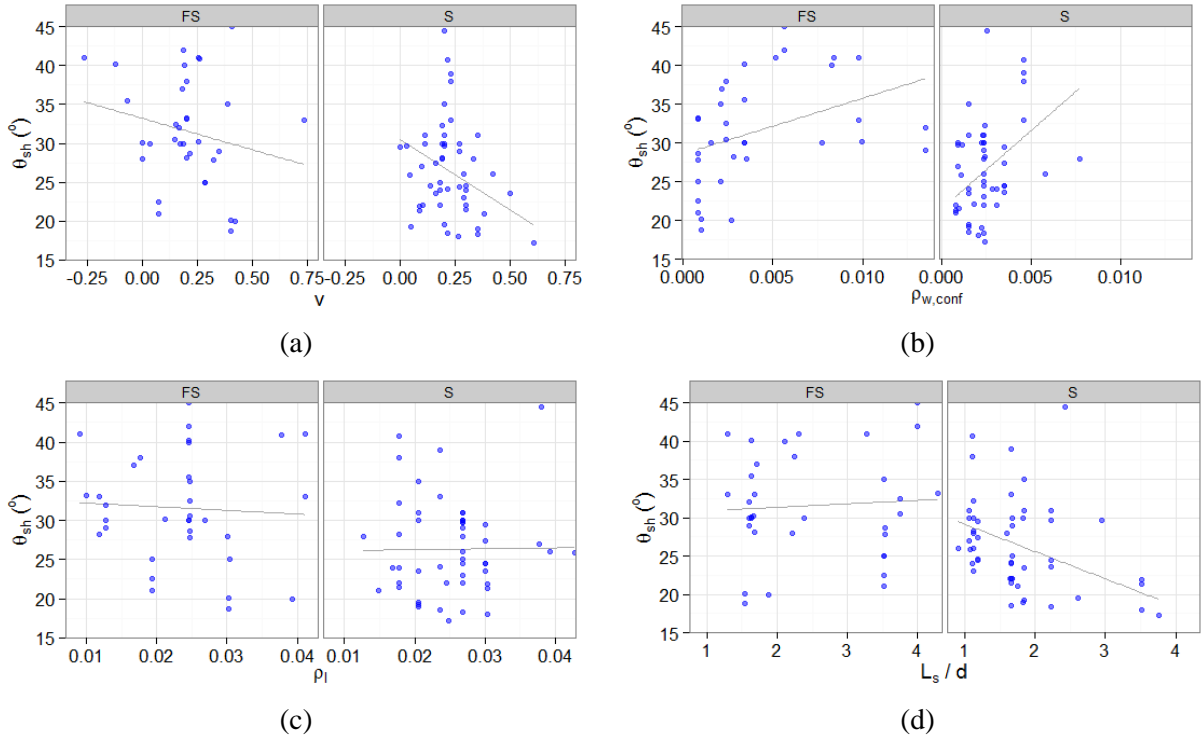 FS S
45
40
35
30
25
20
15
θsh (⁰)
-0.25 0.00 0.25 0.50 0.75 -0.25 0.00 0.25 0.50 0.75
ν
(a)
FS S
45
40
35
30
25
20
15
θsh (⁰)
0.000 0.005 0.010 0.000 0.005 0.010
ρw,conf
(b)
FS S
45
40
35
30
25
20
15
θsh (⁰)
0.01 0.02 0.03 0.04 0.01 0.02 0.03 0.04
ρl
(c)
FS S
45
40
35
30
25
20
15
θsh (⁰)
1 2 3 4 1 2 3 4
Ls / d
(d)